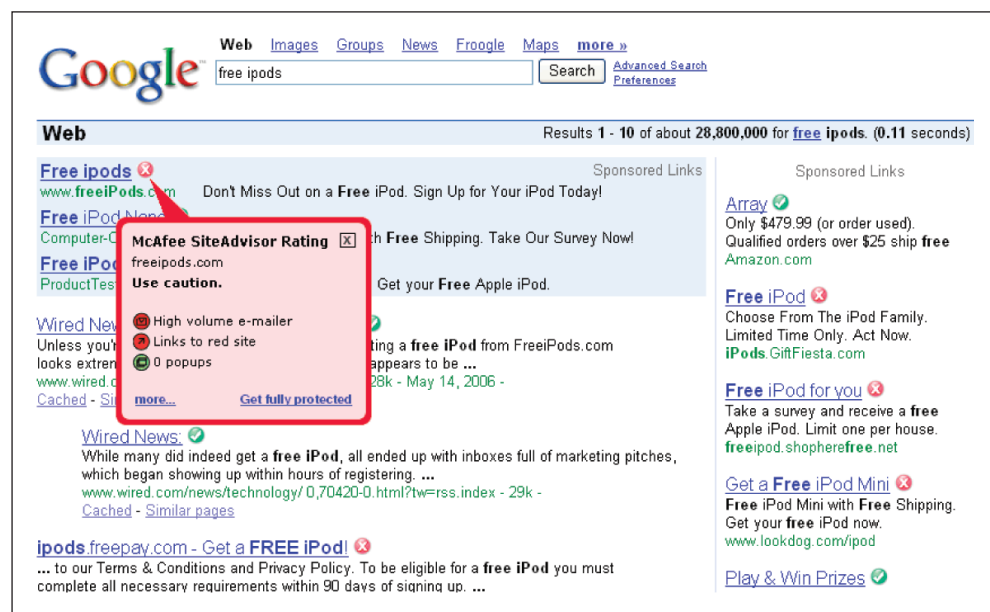 Google
Web Images Groups News Froogle Maps more »
free ipods
Search
Advanced Search
Preferences
Web
Results 1 - 10 of about 28,800,000 for free ipods. (0.11 seconds)
Free ipods
Sponsored Links
www.freeiPods.com Don't Miss Out on a Free iPod. Sign Up for Your iPod Today!
Free iPod Nano
Free Shipping. Take Our Survey Now!
Free
Get your Free Apple iPod.
McAfee SiteAdvisor Rating X
freeipods.com
Use caution.
High volume e-mailer
Links to red site
0 popups
more... Get fully protected
Wired
Unless a free iPod from FreeiPods.com
looks appears to be ...
28k - May 14, 2006 -
Cached -
Wired News:
While many did indeed get a free iPod, all ended up with inboxes full of marketing pitches,
which began showing up within hours of registering. ...
www.wired.com/news/technology/ 0,70420-0.html?tw=rss.index - 29k -
Cached - Similar pages
ipods.freepay.com - Get a FREE iPod!
... to our Terms & Conditions and Privacy Policy. To be eligible for a free iPod you must
complete all necessary requirements within 90 days of signing up. ...
Sponsored Links
Array
Only $479.99 (or order used).
Qualified orders over $25 ship free
Amazon.com
Free iPod
Choose From The iPod Family.
Limited Time Only. Act Now.
iPods.GiftFiesta.com
Free iPod for you
Take a survey and receive a free
Apple iPod. Limit one per house.
freeipod.shopherefree.net
Get a Free iPod Mini
Free iPod Mini with Free Shipping.
Get your free iPod now.
www.lookdog.com/ipod
Play & Win Prizes